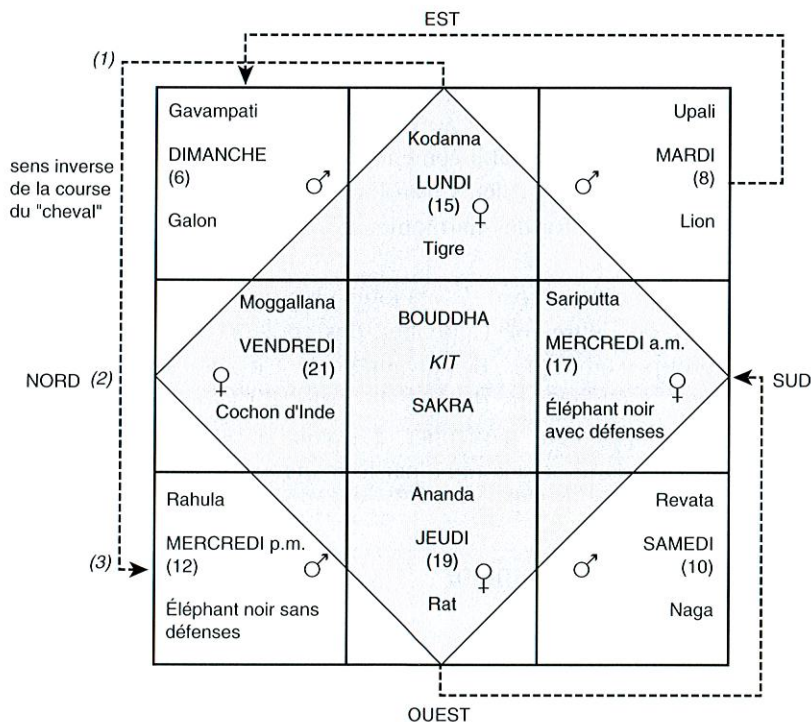 EST
(1)
sens inverse
de la course
du "cheval"
Gavampati
DIMANCHE
(6)
♂
Galon
Kodanna
LUNDI
(15)
♀
Tigre
Upali
MARDI
(8)
♂
Lion
NORD (2)
Moggallana
VENDREDI
(21)
♀
Cochon d'Inde
BOUDDHA
KIT
SAKRA
Sariputta
MERCREDI a.m.
(17)
♀
Éléphant noir
avec défenses
SUD
(3)
Rahula
MERCREDI p.m.
(12)
♂
Éléphant noir sans
défenses
Ananda
JEUDI
(19)
♀
Rat
Revata
SAMEDI
(10)
♂
Naga
OUEST